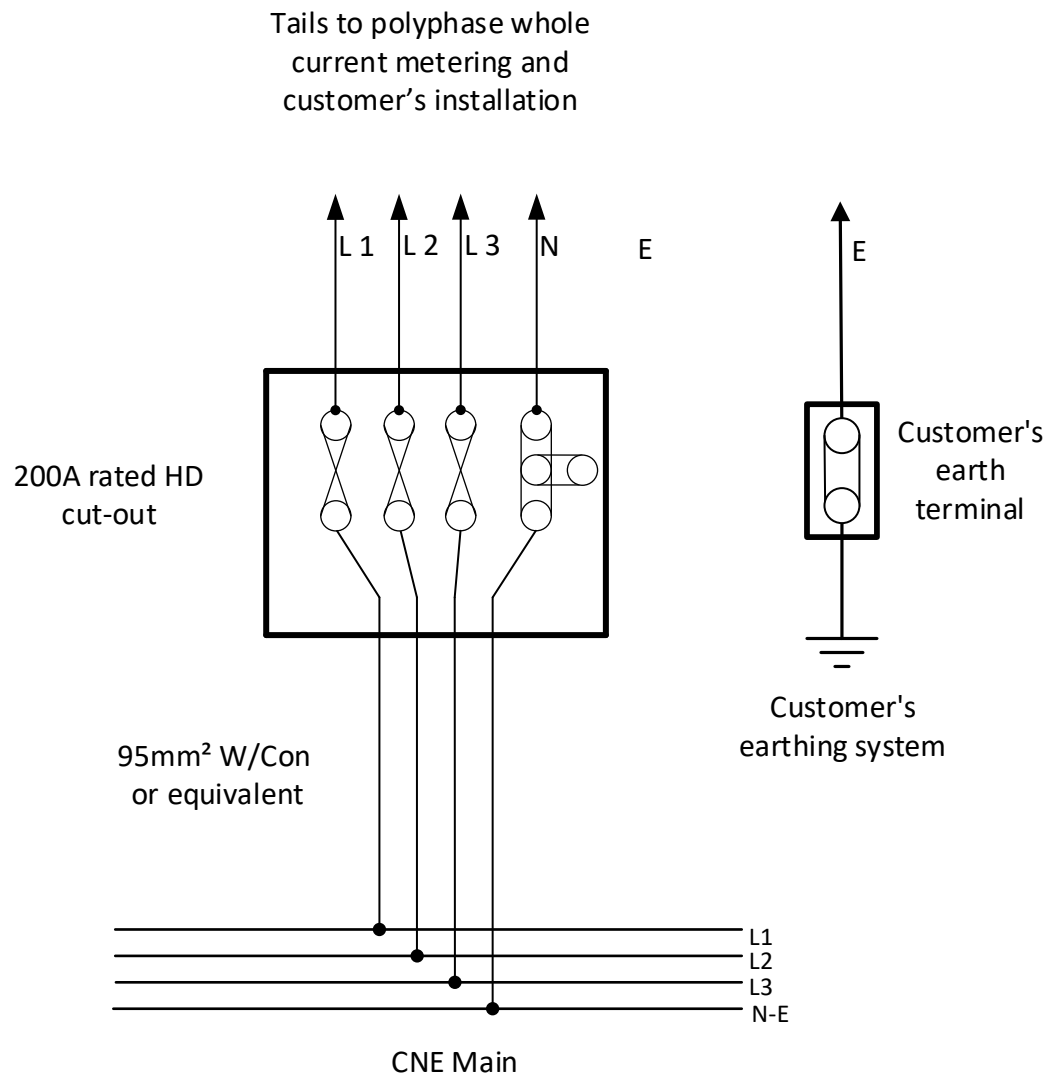 Tails to polyphase whole
current metering and
customer’s installation
L 1 L 2 L 3 N E E
200A rated HD
cut-out
Customer's
earth
terminal
Customer's
earthing system
95mm² W/Con
or equivalent
L1
L2
L3
N-E
CNE Main